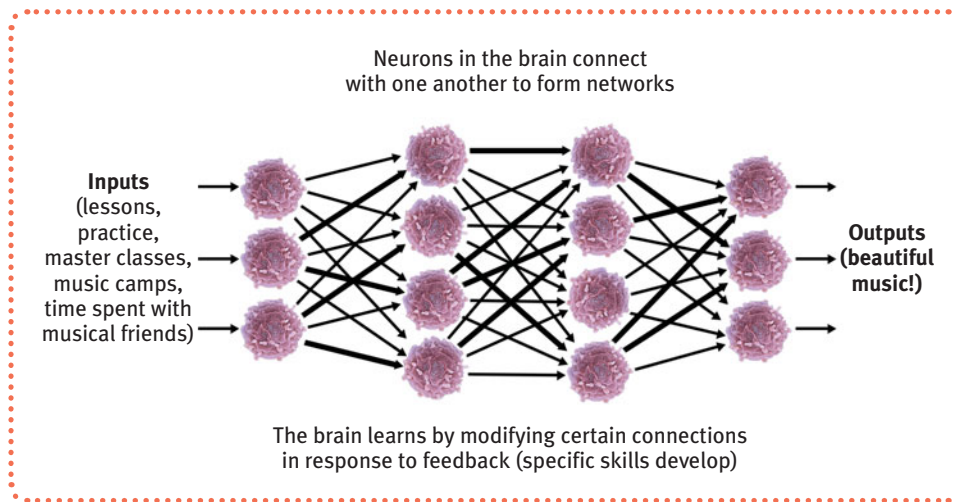 Neurons in the brain connect
with one another to form networks
Inputs
(lessons,
practice,
master classes,
music camps,
time spent with
musical friends)
Outputs
(beautiful
music!)
The brain learns by modifying certain connections
in response to feedback (specific skills develop)